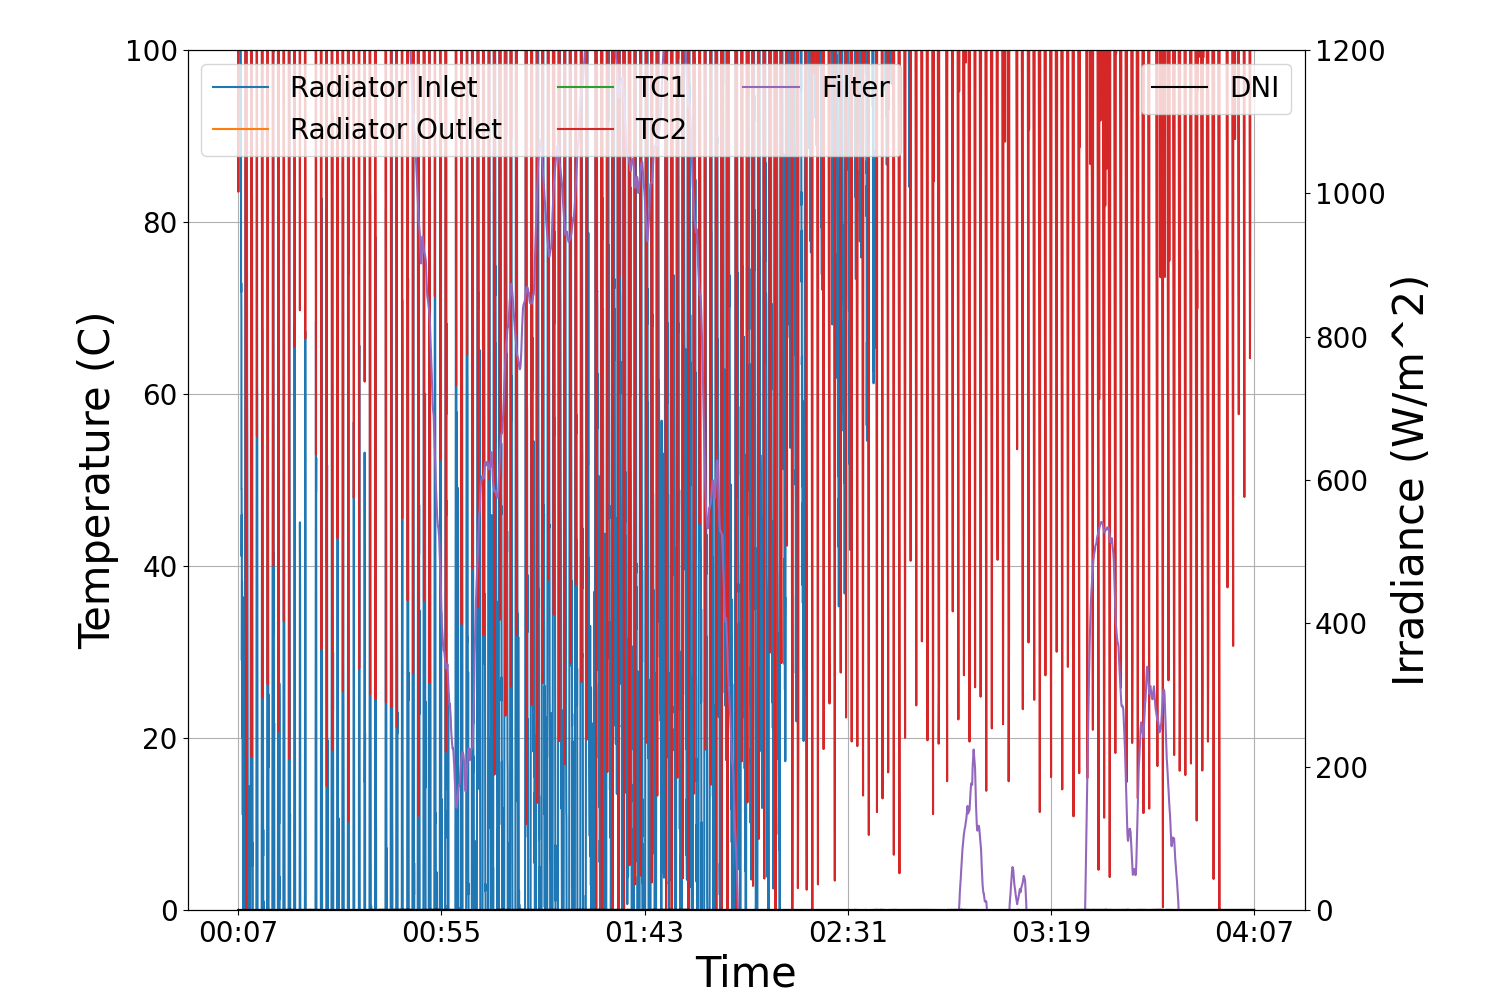 100
80
60
40
20
0
Temperature (C)
Radiator Inlet
Radiator Outlet
TC1
TC2
Filter
DNI
1200
1000
800
600
400
200
0
Irradiance (W/m^2)
00:07
00:55
01:43
02:31
03:19
04:07
Time